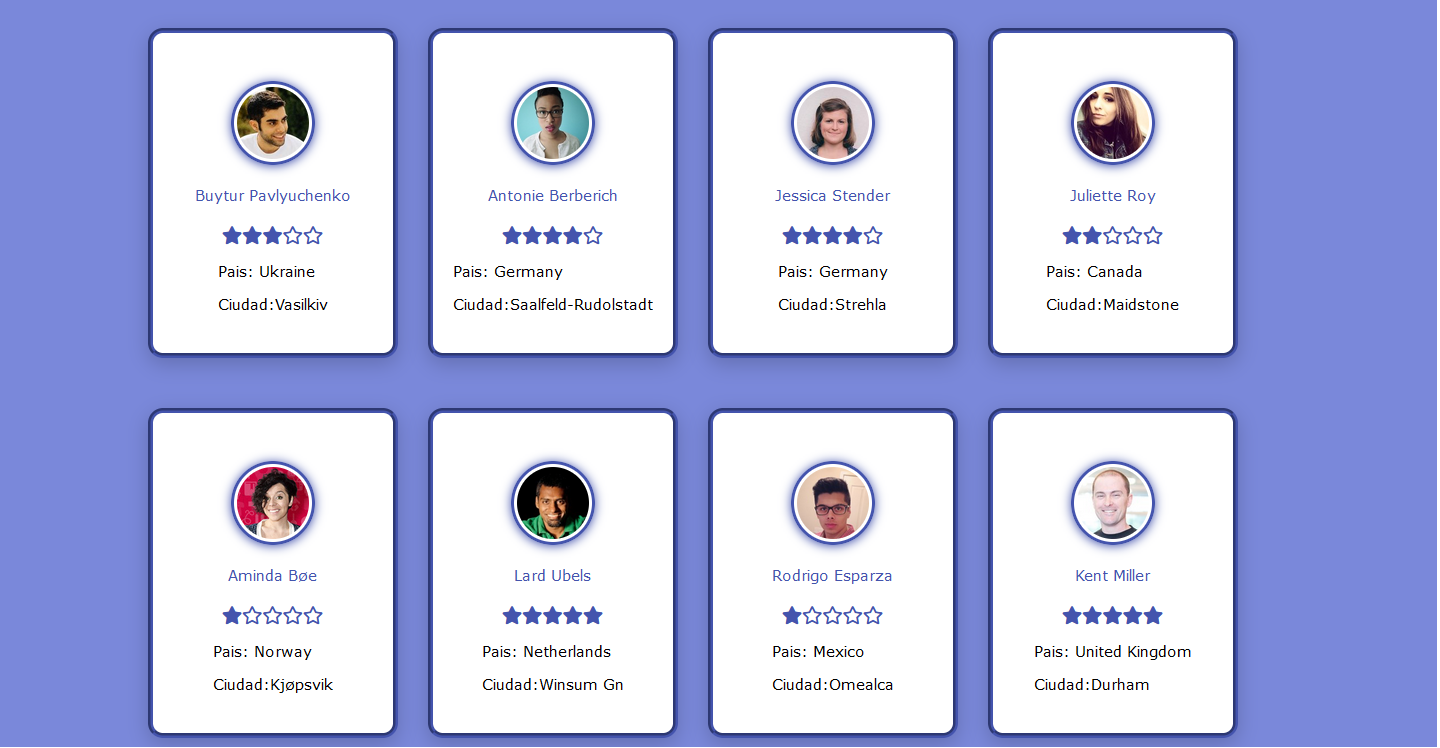 Buytur Pavlyuchenko
Pais: Ukraine
Ciudad:Vasilkiv
Antonie Berberich
Pais: Germany
Ciudad:Saalfeld-Rudolstadt
Jessica Stender
Pais: Germany
Ciudad:Strehla
Juliette Roy
Pais: Canada
Ciudad:Maidstone
Aminda Bøe
Pais: Norway
Ciudad:Kjøpsvik
Lard Ubels
Pais: Netherlands
Ciudad:Winsum Gn
Rodrigo Esparza
Pais: Mexico
Ciudad:Omealca
Kent Miller
Pais: United Kingdom
Ciudad:Durham